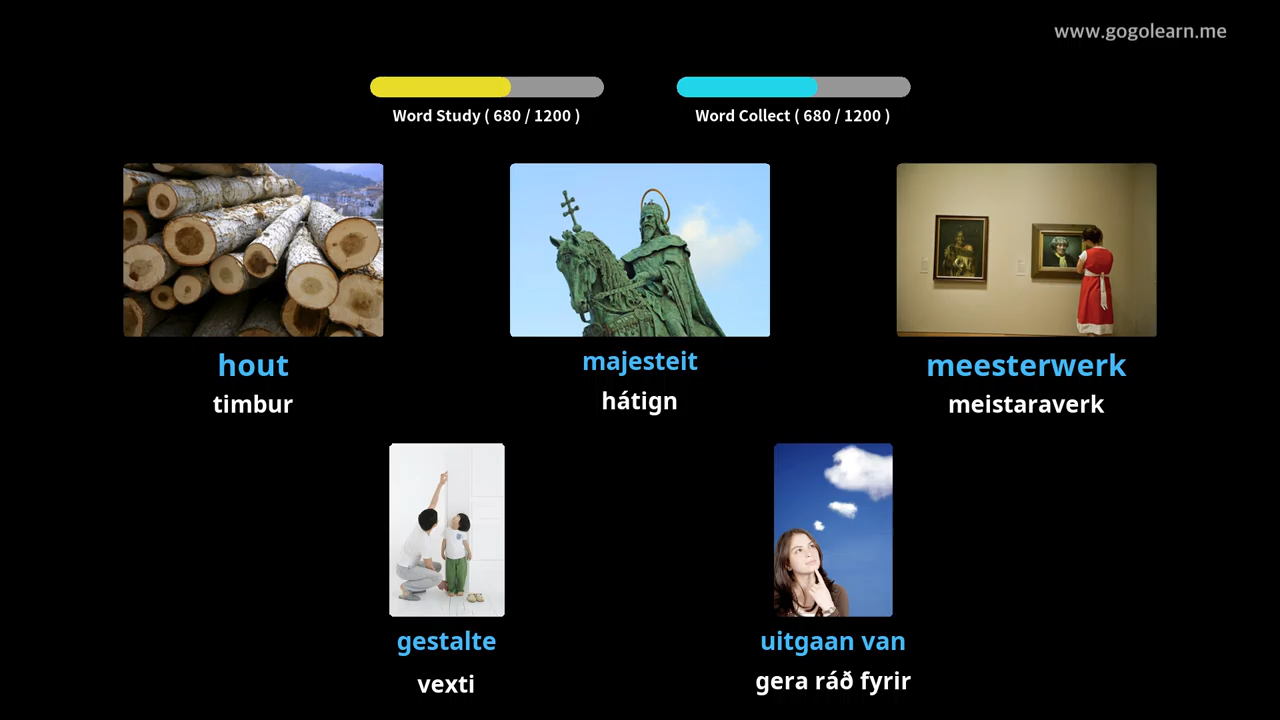 www.gogolearn.me
Word Study ( 680 / 1200 )
Word Collect ( 680 / 1200 )
hout
timbur
majesteit
hátign
meesterwerk
meistaraverk
gestalte
vexti
uitgaan van
gera ráð fyrir